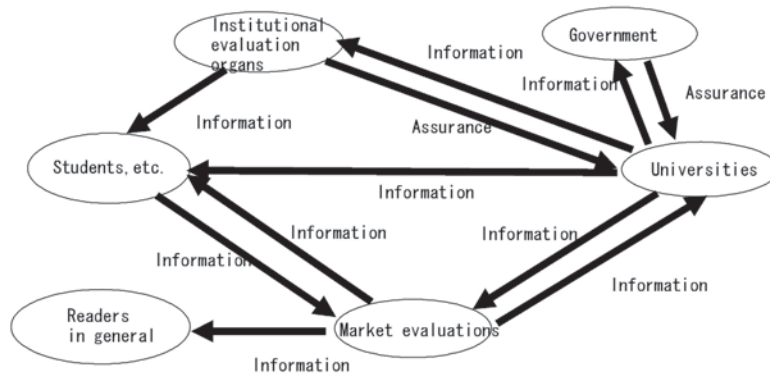 Institutional
evaluation
organs
Government
Information
Information
Assurance
Information
Assurance
Students, etc.
Universities
Information
Information
Information
Information
Information
Readers
in general
Market evaluations
Information